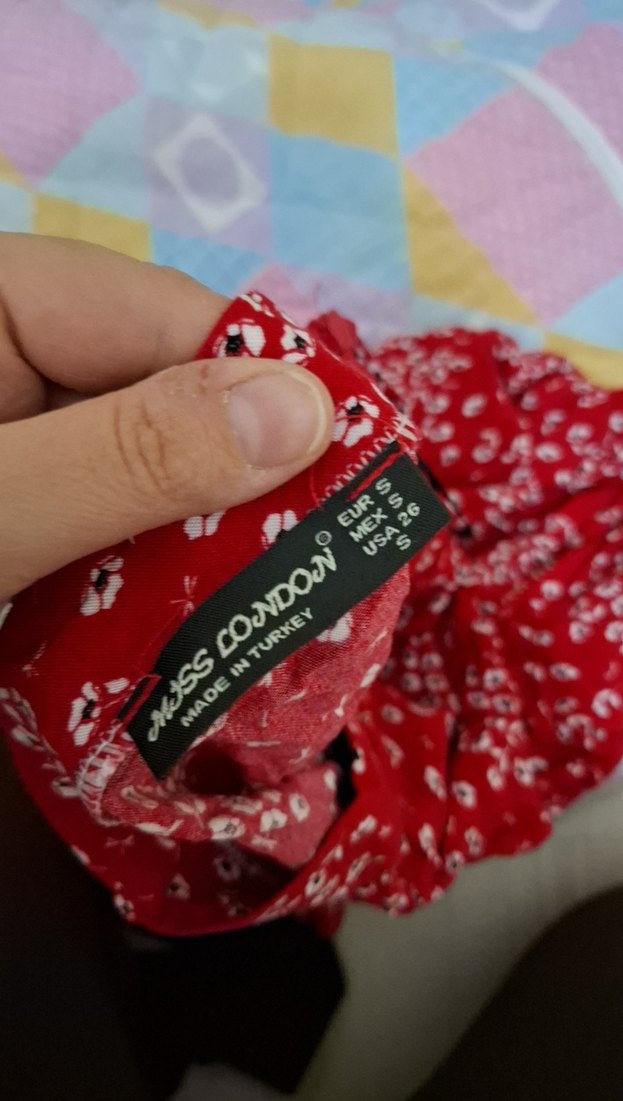 MISS LONDON®
MADE IN TURKEY
EUR S
MEX S
USA 26
S